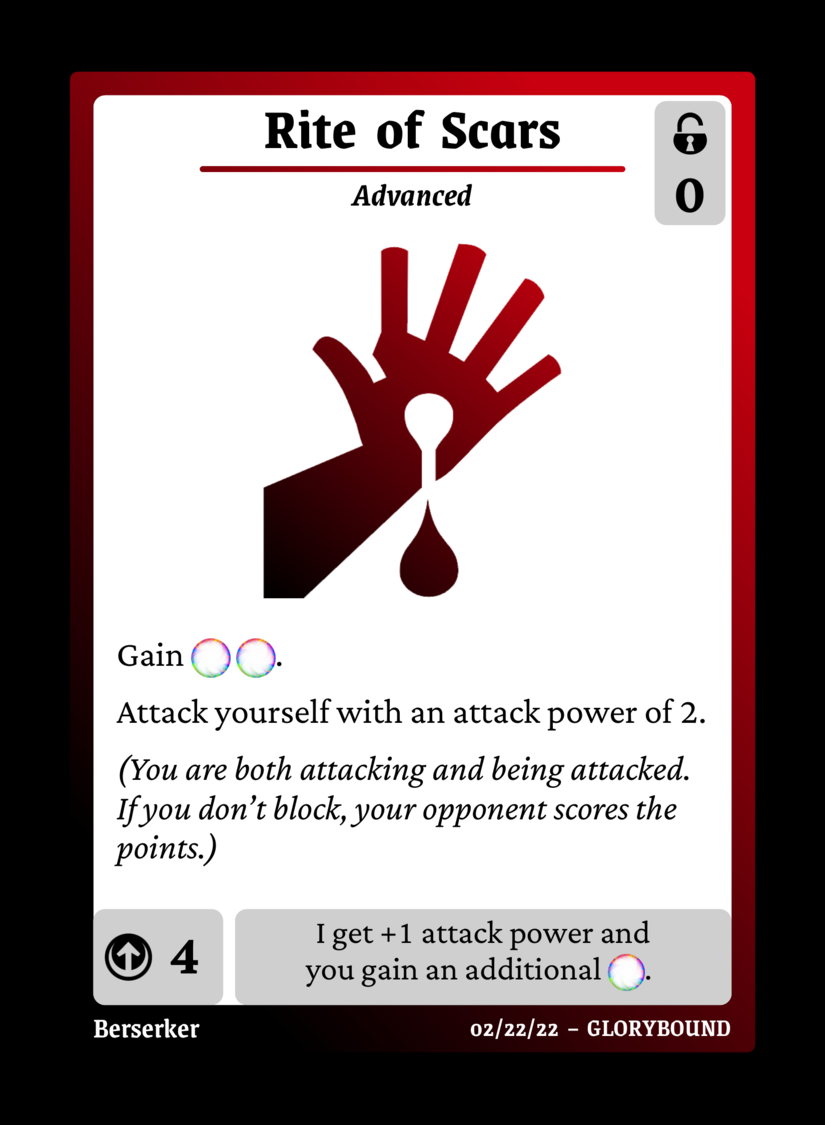 Rite of Scars
0
Advanced
Gain .
Attack yourself with an attack power of 2.
(You are both attacking and being attacked.
If you don't block, your opponent scores the
points.)
4
I get +1 attack power and
you gain an additional .
Berserker
02/22/22 – GLORYBOUND